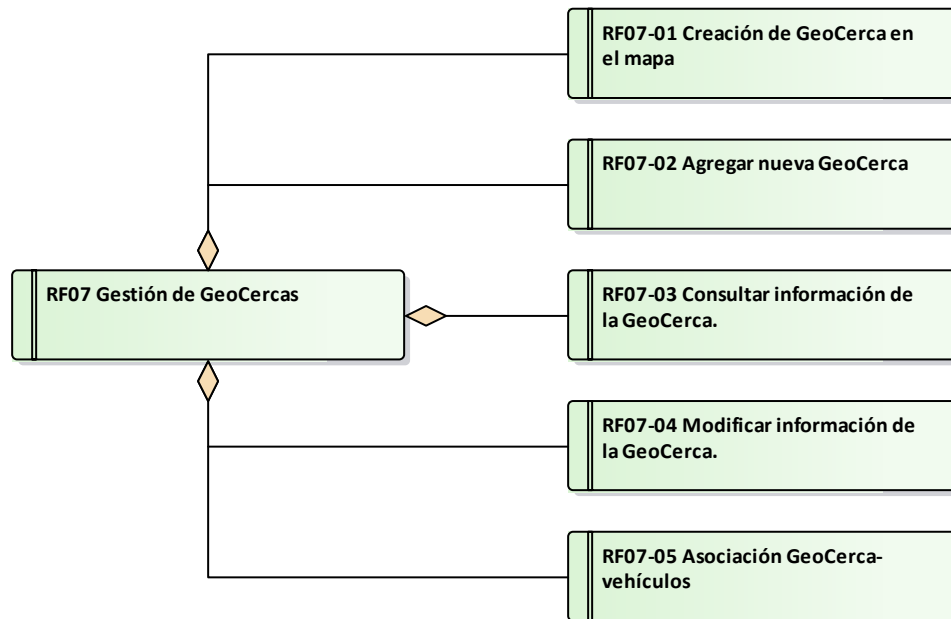 RF07-01 Creación de GeoCerca en
el mapa
RF07-02 Agregar nueva GeoCerca
RF07 Gestión de GeoCercas
RF07-03 Consultar información de
la GeoCerca.
RF07-04 Modificar información de
la GeoCerca.
RF07-05 Asociación GeoCerca-
vehículos